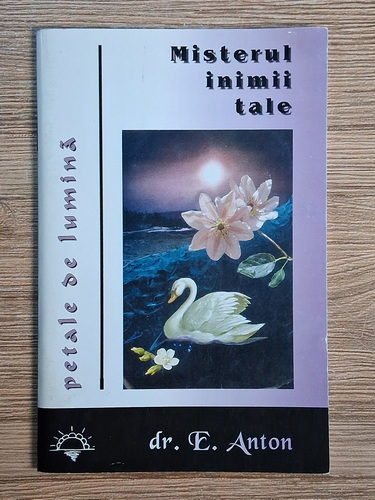 Misterul
inimii
tale
petale de lumină
dr. E. Anton